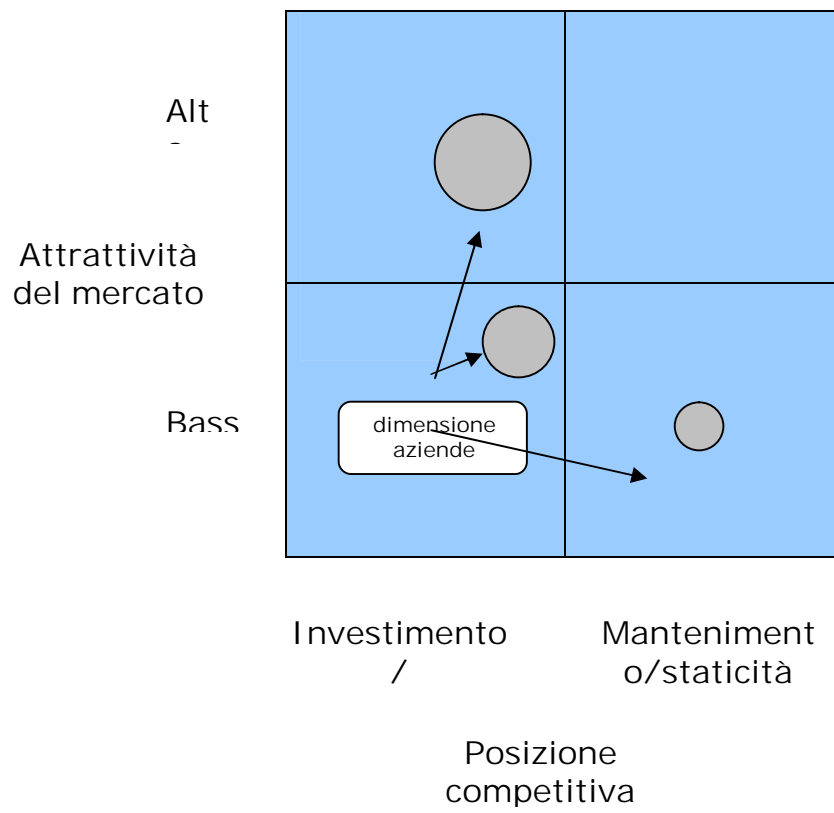 Alt
Attrattività
del mercato
Bass
dimensione
aziende
Investimento
/
Manteniment
o/staticità
Posizione
competitiva